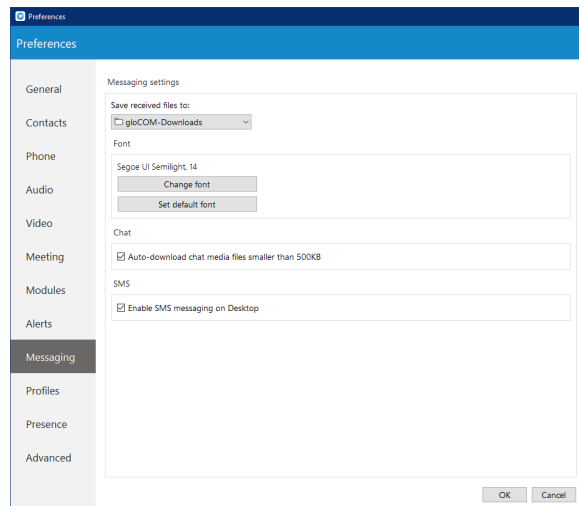 Preferences
Preferences
General
Contacts
Phone
Audio
Video
Meeting
Modules
Alerts
Messaging
Profiles
Presence
Advanced
Messaging settings
Save received files to:
gloCOM-Downloads
Font
Segoe UI Semilight, 14
Change font
Set default font
Chat
Auto-download chat media files smaller than 500KB
SMS
Enable SMS messaging on Desktop
OK Cancel